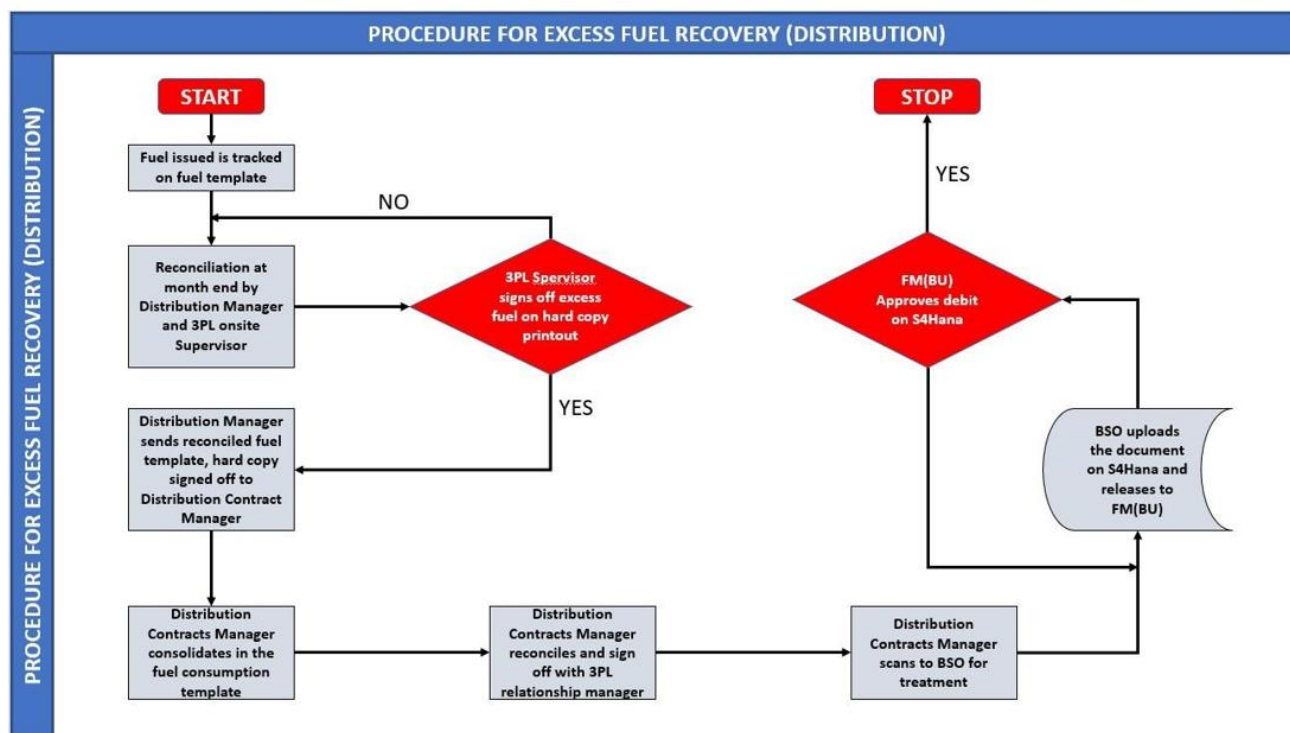 PROCEDURE FOR EXCESS FUEL RECOVERY (DISTRIBUTION)
PROCEDURE FOR EXCESS FUEL RECOVERY (DISTRIBUTION)
START
Fuel issued is tracked
on fuel template
NO
Reconciliation at
month end by
Distribution Manager
and 3PL onsite
Supervisor
3PL Spervisor
signs off excess
fuel on hard copy
printout
YES
Distribution Manager
sends reconciled fuel
template, hard copy
signed off to
Distribution Contract
Manager
Distribution
Contracts Manager
consolidates in the
fuel consumption
template
Distribution
Contracts Manager
reconciles and sign
off with 3PL
relationship manager
Distribution
Contracts Manager
scans to BSO for
treatment
BSO uploads
the document
on S4Hana and
releases to
FM(BU)
FM(BU)
Approves debit
on S4Hana
YES
STOP